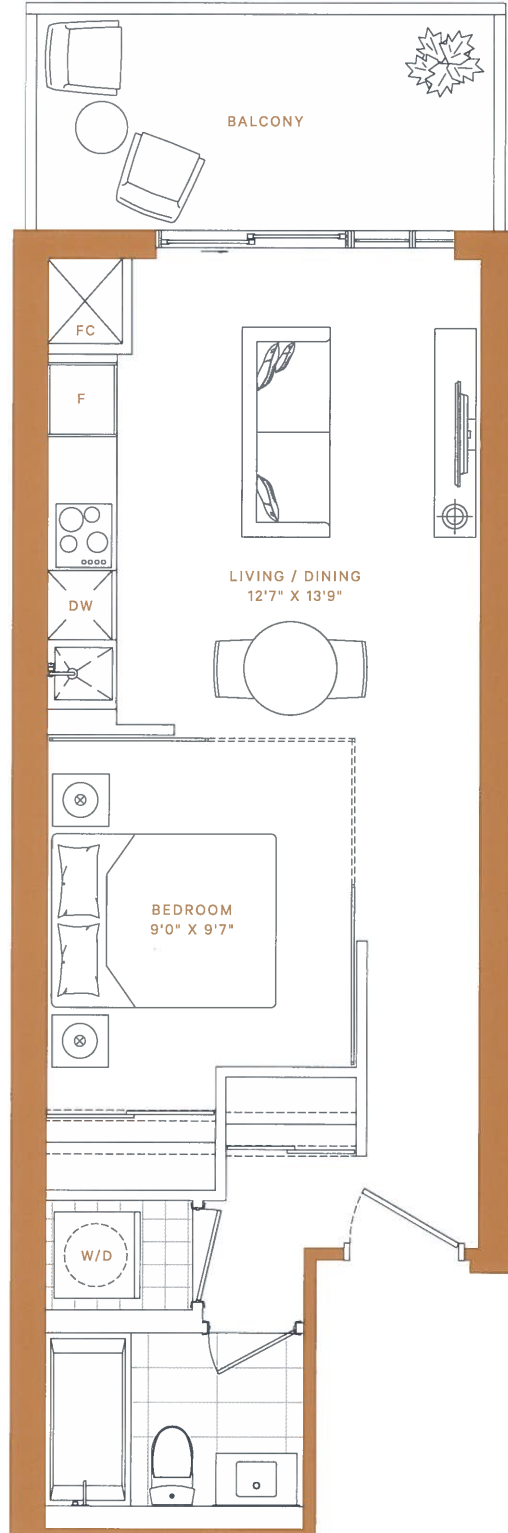 BALCONY
FC
F
LIVING / DINING
12'7" X 13'9"
DW
BEDROOM
9'0" X 9'7"
W/D